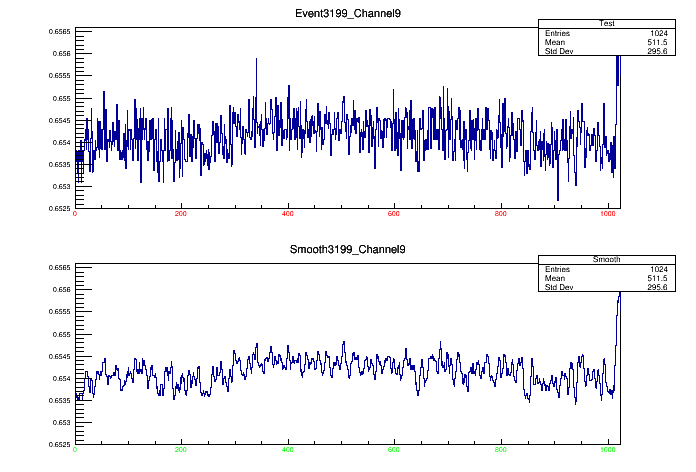 Event3199_Channel9
Test
Entries 1024
Mean 511.5
Std Dev 295.6
0.6565
0.656
0.6555
0.655
0.6545
0.654
0.6535
0.653
0.6525
0 200 400 600 800 1000
Smooth3199_Channel9
Smooth
Entries 1024
Mean 511.5
Std Dev 295.6
0.6565
0.656
0.6555
0.655
0.6545
0.654
0.6535
0.653
0.6525
0 200 400 600 800 1000